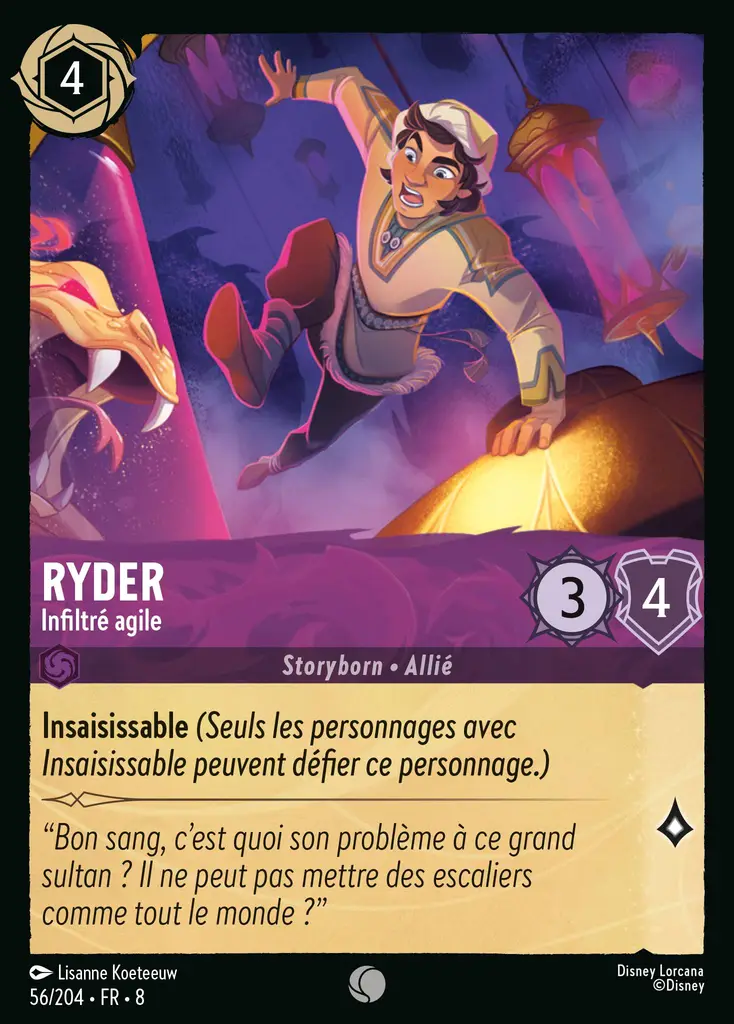 4
RYDER
Infiltré agile
3
4
Storyborn • Allié
Insaisissable (Seuls les personnages avec
Insaisissable peuvent défier ce personnage.)
“Bon sang, c’est quoi son problème à ce grand
sultan ? Il ne peut pas mettre des escaliers
comme tout le monde ?”
Lisanne Koeteeuw
56/204 • FR • 8
Disney Lorcana
©Disney